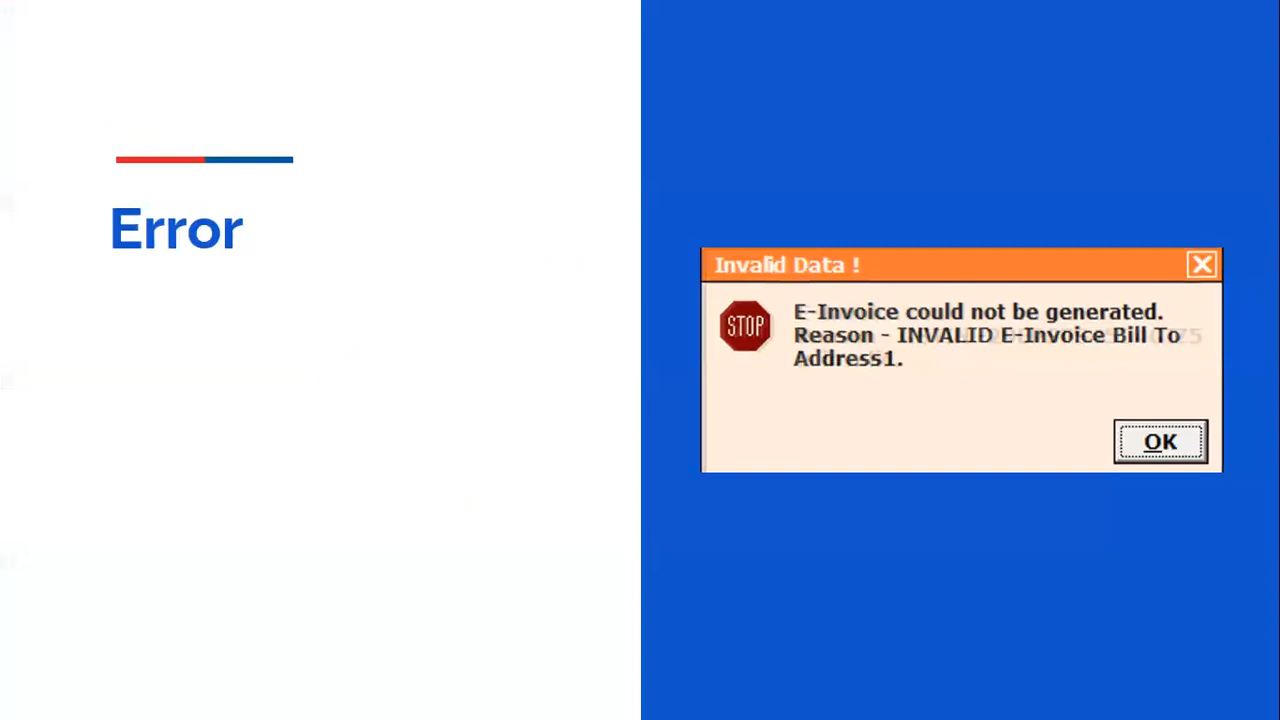 Error
Invalid Data !
STOP
E-Invoice could not be generated.
Reason - INVALID E-Invoice Bill To
Address1.
OK